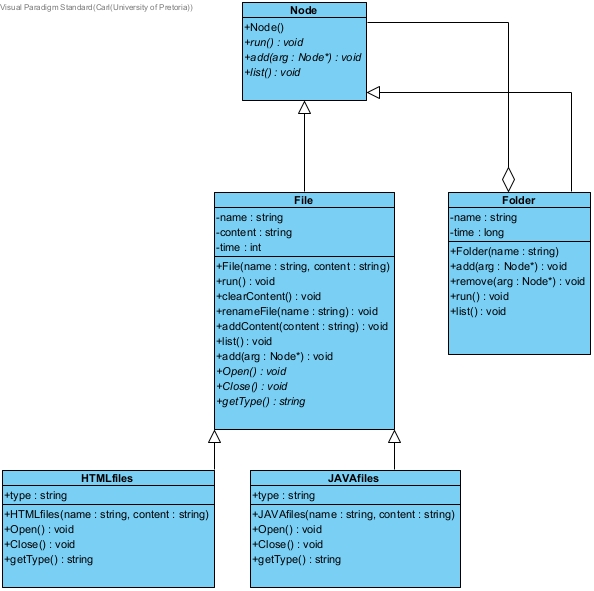 Visual Paradigm Standard(Carl(University of Pretoria))
Node
+Node()
+run() : void
+add(arg : Node*) : void
+list() : void
File
-name : string
-content : string
-time : int
+File(name : string, content : string)
+run() : void
+clearContent() : void
+renameFile(name : string) : void
+addContent(content : string) : void
+list() : void
+add(arg : Node*) : void
+Open() : void
+Close() : void
+getType() : string
Folder
-name : string
-time : long
+Folder(name : string)
+add(arg : Node*) : void
+remove(arg : Node*) : void
+run() : void
+list() : void
HTMLfiles
+type : string
+HTMLfiles(name : string, content : string)
+Open() : void
+Close() : void
+getType() : string
JAVAfiles
+type : string
+JAVAfiles(name : string, content : string)
+Open() : void
+Close() : void
+getType() : string